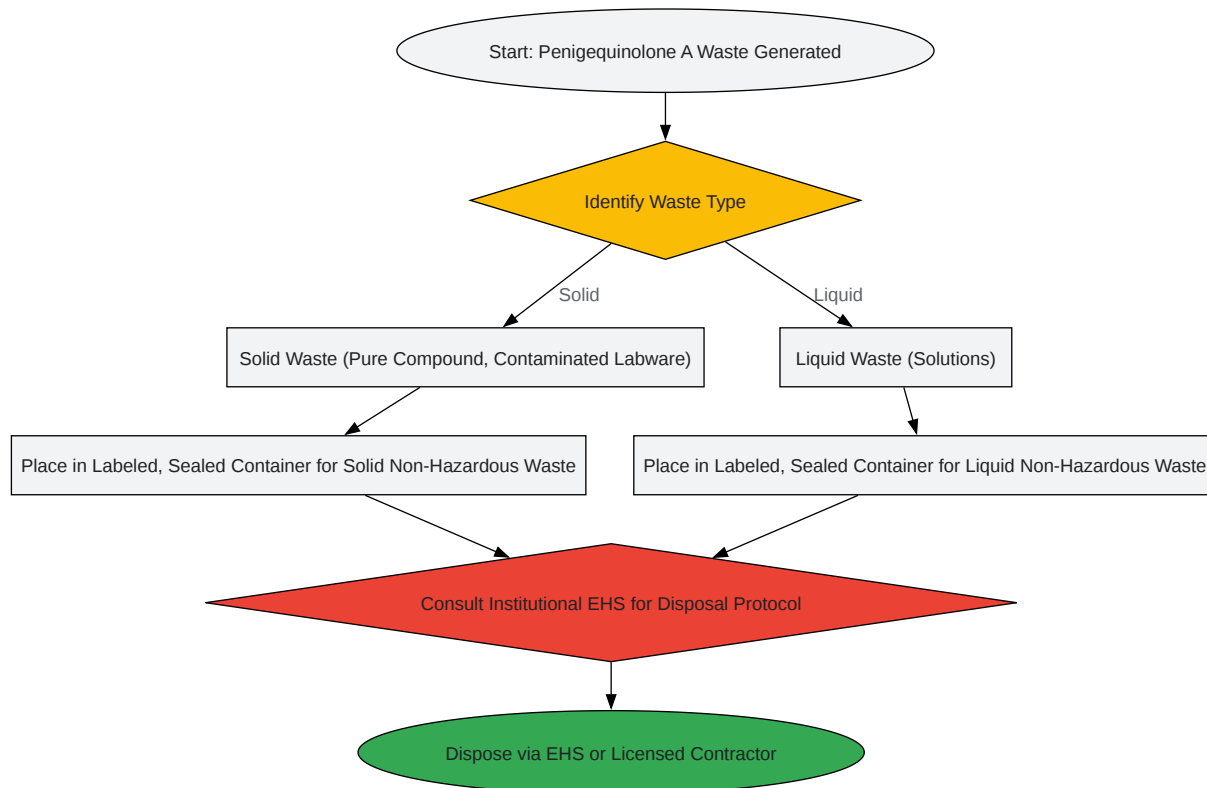 Start: Penigequinolone A Waste Generated
Identify Waste Type
Solid
Liquid
Solid Waste (Pure Compound, Contaminated Labware)
Liquid Waste (Solutions)
Place in Labeled, Sealed Container for Solid Non-Hazardous Waste
Place in Labeled, Sealed Container for Liquid Non-Hazardous Waste
Consult Institutional EHS for Disposal Protocol
Dispose via EHS or Licensed Contractor